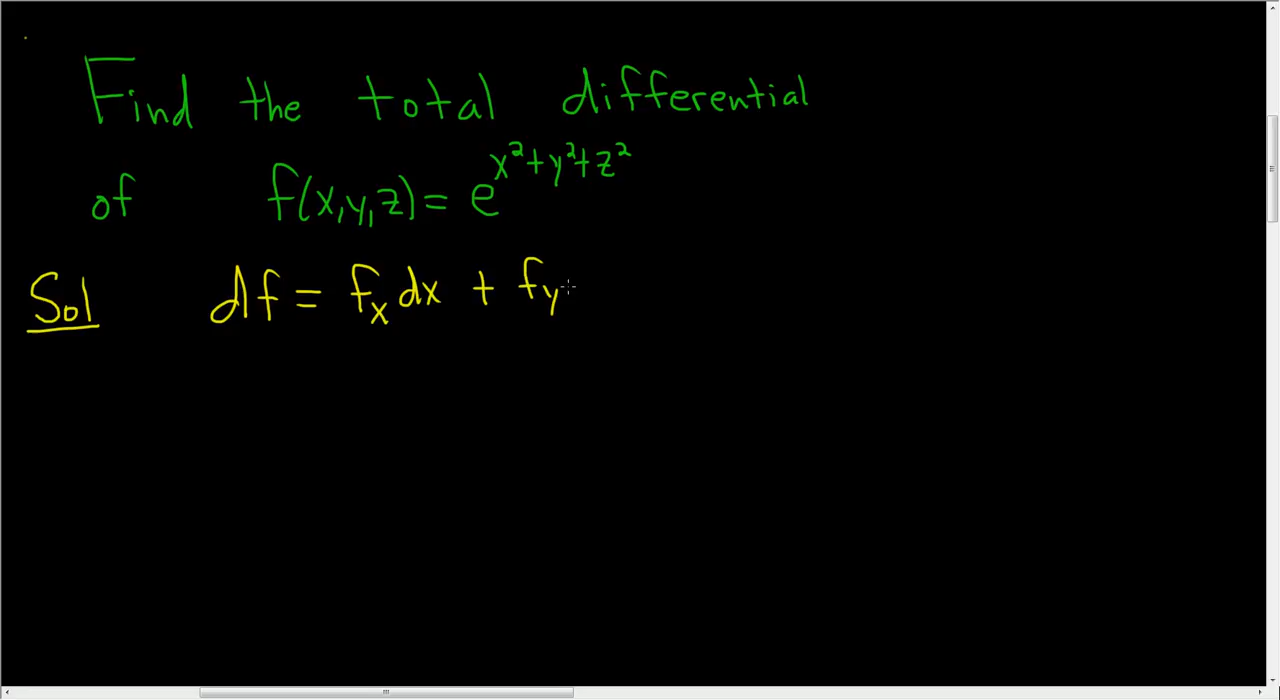 Find the total differential
of f(x,y,z) = e^{x²+y²+z²}
Sol df = f_x dx + f_y